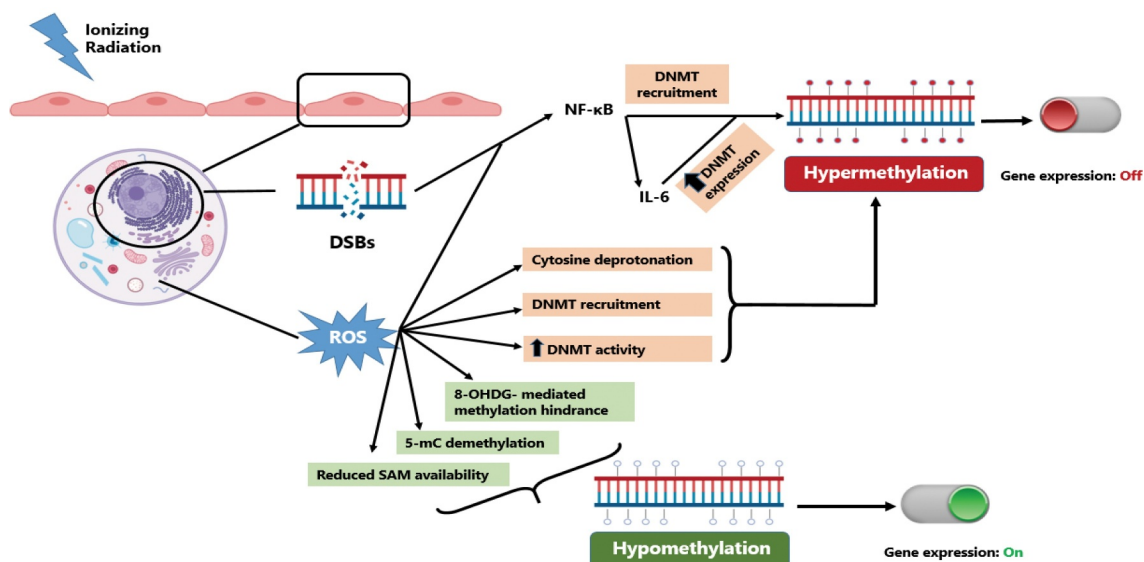 Ionizing
Radiation
DNMT
recruitment
NF-κB
DNMT
expression
IL-6
Hypermethylation
Gene expression: Off
DSBs
Cytosine deprotonation
DNMT recruitment
ROS
DNMT activity
8-OHDG- mediated
methylation hindrance
5-mC demethylation
Reduced SAM availability
Hypomethylation
Gene expression: On